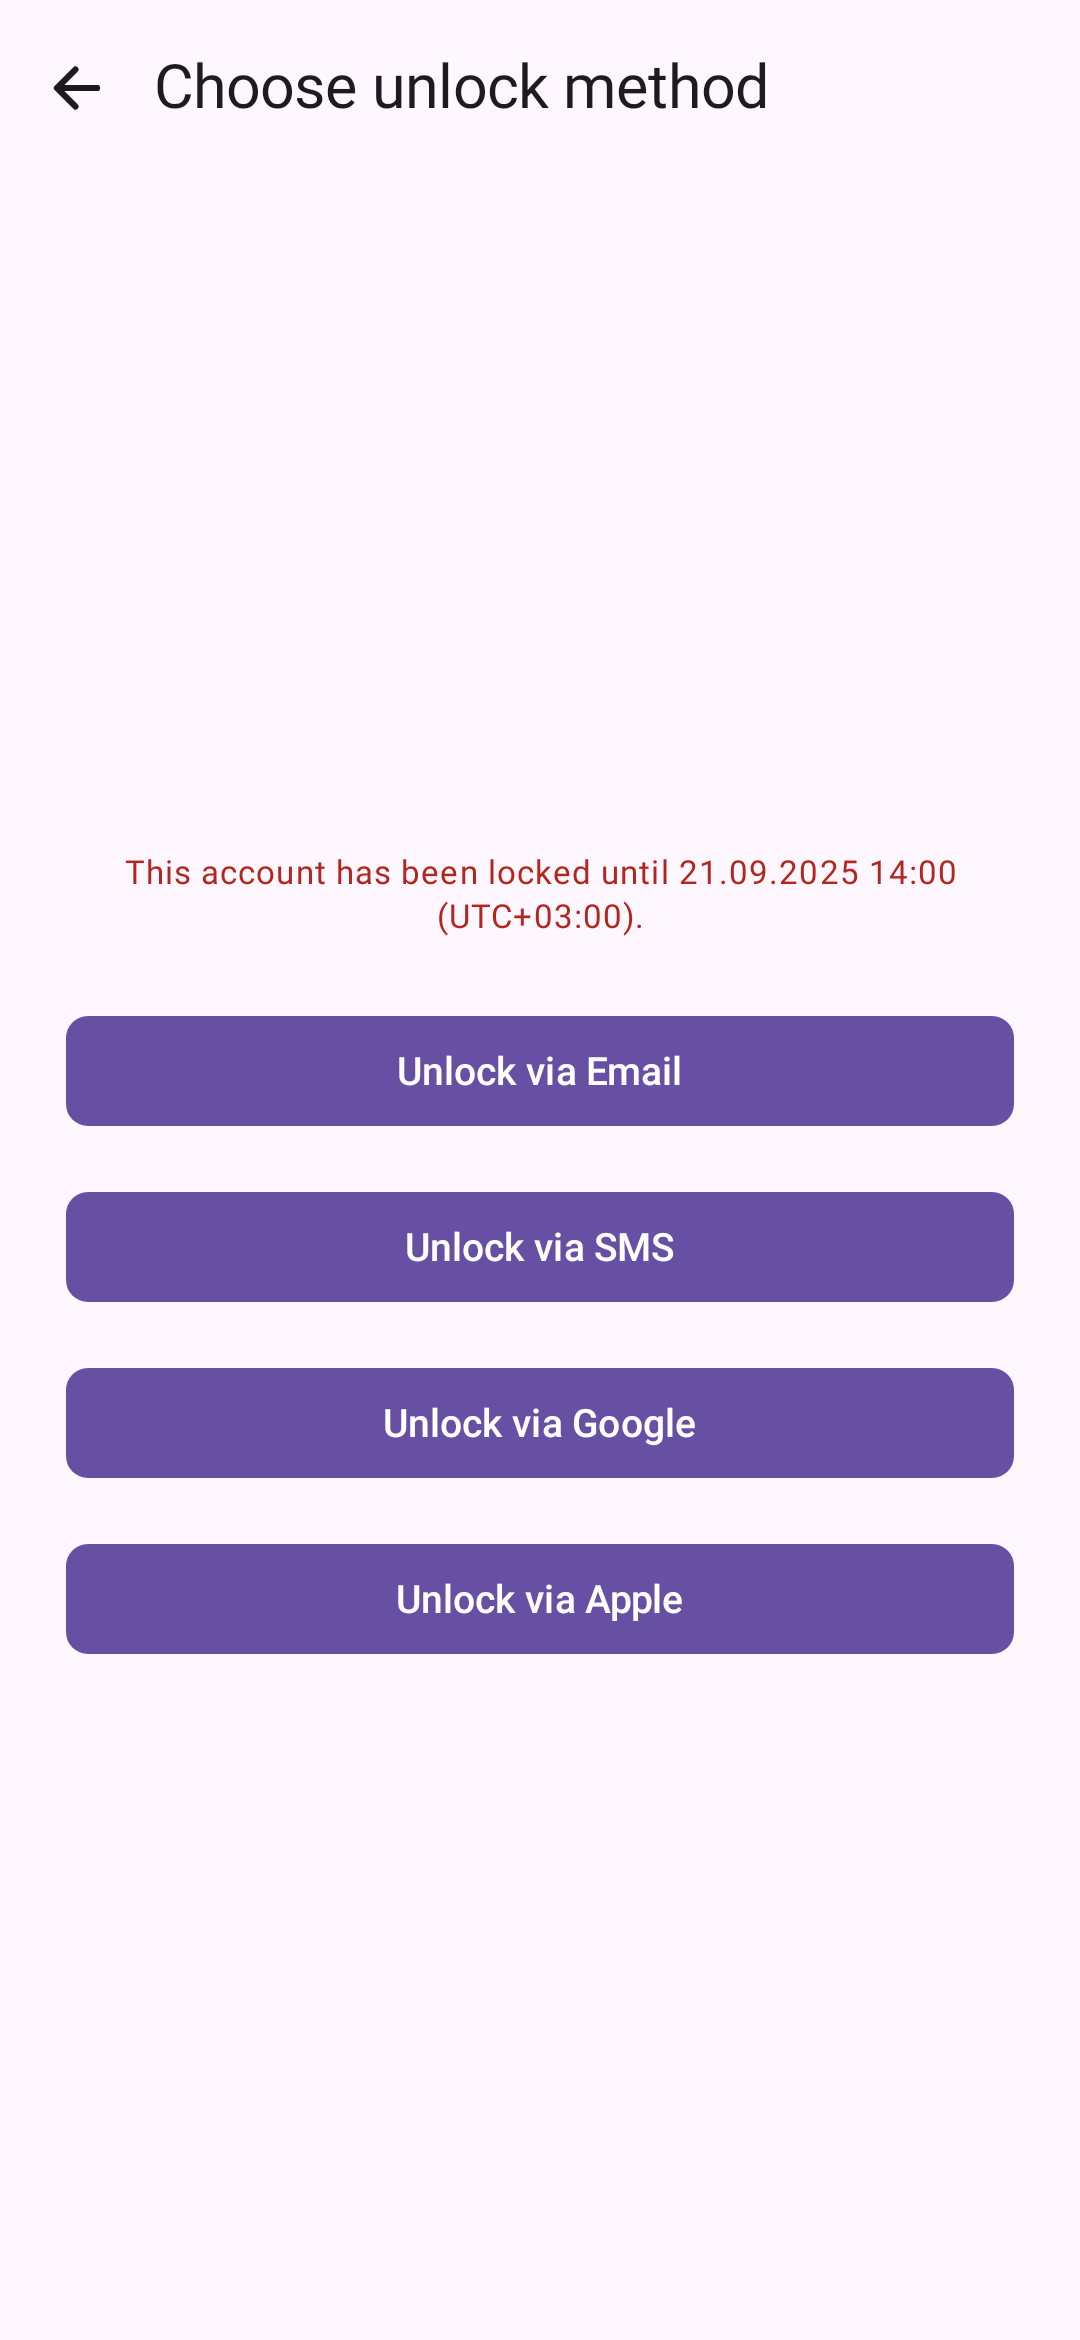 Choose unlock method
This account has been locked until 21.09.2025 14:00
(UTC+03:00).
Unlock via Email
Unlock via SMS
Unlock via Google
Unlock via Apple